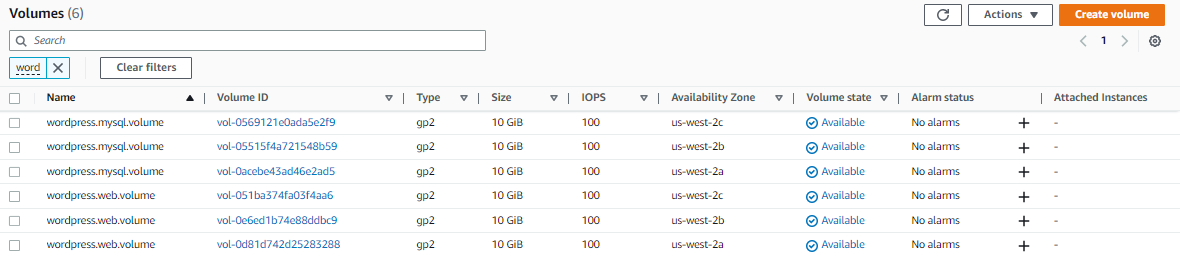 Volumes (6)
Actions
Create volume
Search
1
word
Clear filters
Name Volume ID Type Size IOPS Availability Zone Volume state Alarm status Attached Instances
wordpress.mysql.volume vol-0569121e0ada5e2f9 gp2 10 GiB 100 us-west-2c Available No alarms + -
wordpress.mysql.volume vol-05515f4a721548b59 gp2 10 GiB 100 us-west-2b Available No alarms + -
wordpress.mysql.volume vol-0acebe43ad46e2ad5 gp2 10 GiB 100 us-west-2a Available No alarms + -
wordpress.web.volume vol-051ba374fa03f4aa6 gp2 10 GiB 100 us-west-2c Available No alarms + -
wordpress.web.volume vol-0e6ed1b74e88ddbc9 gp2 10 GiB 100 us-west-2b Available No alarms + -
wordpress.web.volume vol-0d81d742d25283288 gp2 10 GiB 100 us-west-2a Available No alarms + -